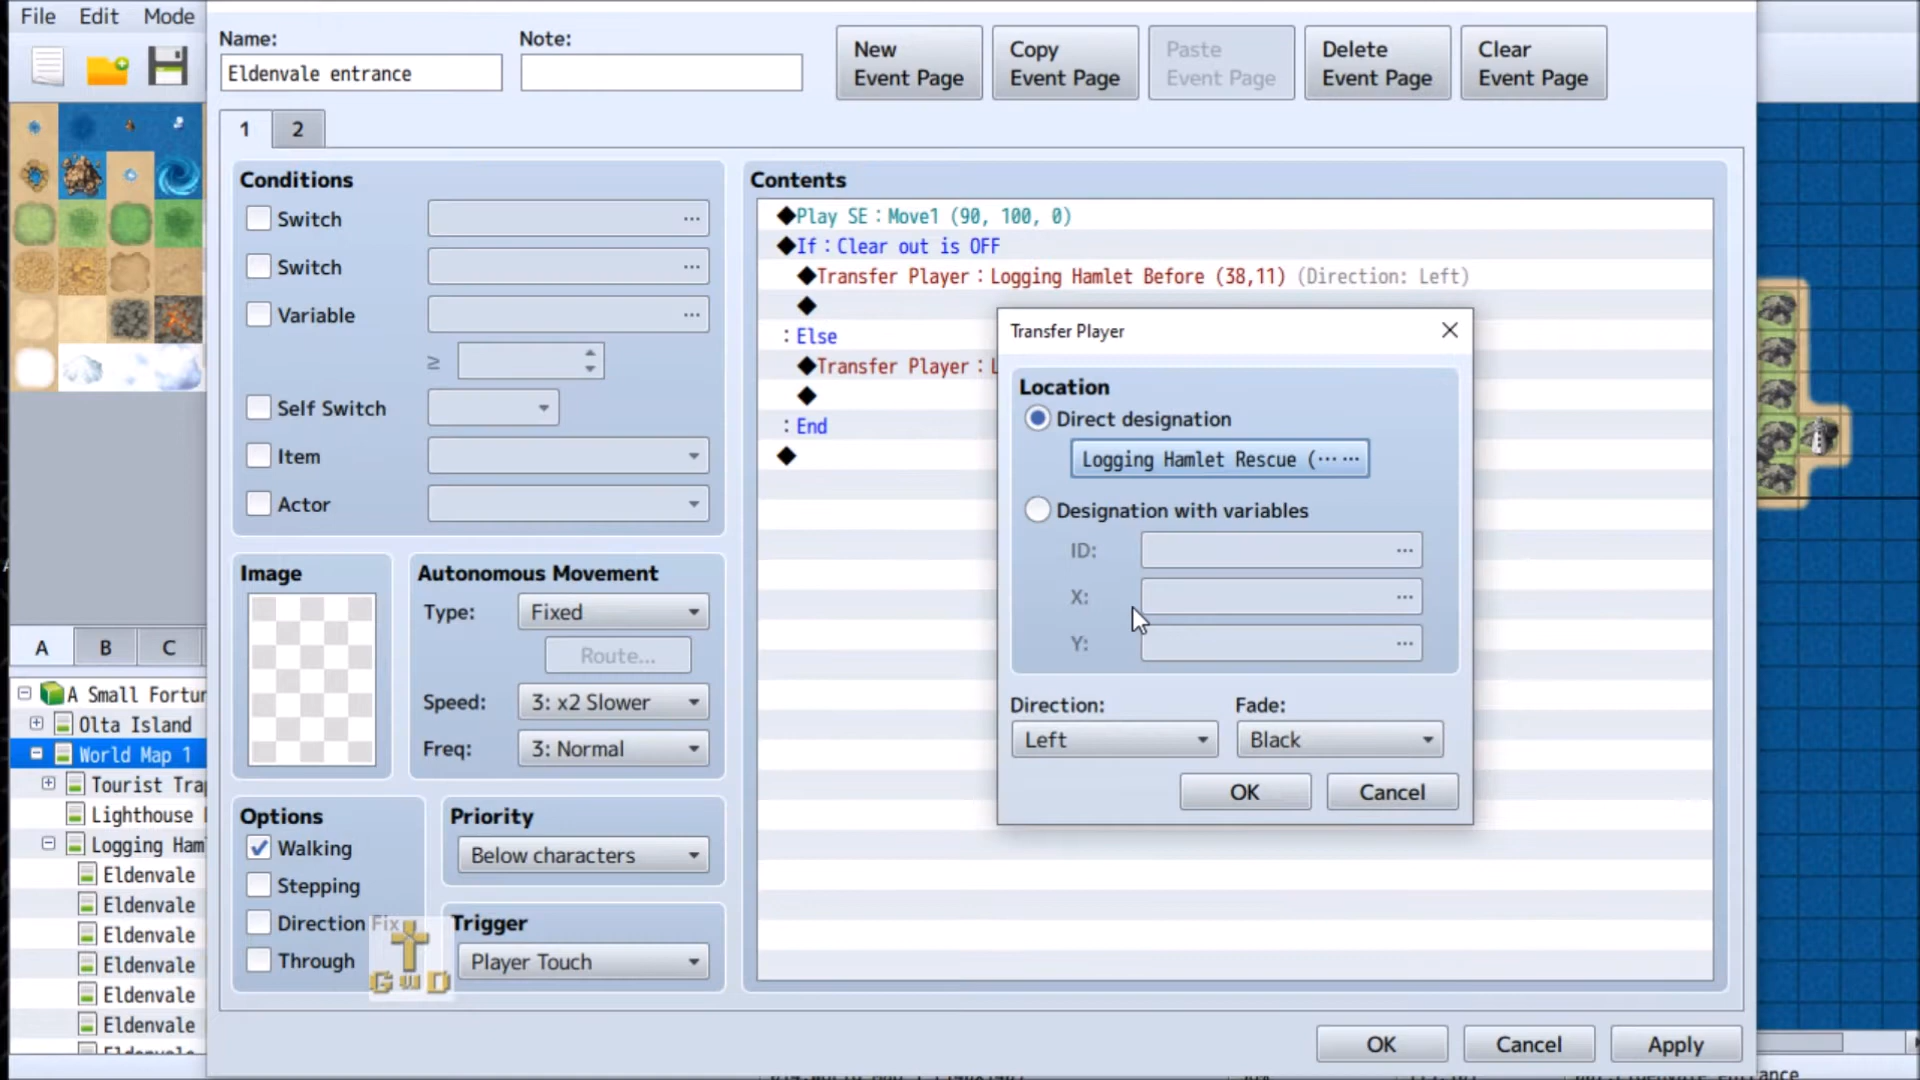 File Edit Mode
Name:
Note:
Eldenvale entrance
New Event Page
Copy Event Page
Paste Event Page
Delete Event Page
Clear Event Page
1 2
Conditions
Switch ...
Switch ...
Variable ...
≥
Self Switch
Item
Actor
Image
Autonomous Movement
Type: Fixed
Route...
Speed: 3: x2 Slower
Freq: 3: Normal
Options
Walking
Stepping
Direction Fix
Through
Priority
Below characters
Trigger
Player Touch
GwD
Contents
◆Play SE : Move1 (90, 100, 0)
◆If : Clear out is OFF
◆Transfer Player : Logging Hamlet Before (38,11) (Direction: Left)
◆
: Else
◆Transfer Player : L
◆
: End
◆
Transfer Player
Location
Direct designation
Logging Hamlet Rescue (... ...
Designation with variables
ID: ...
X: ...
Y: ...
Direction: Fade:
Left Black
OK Cancel
A B C
A Small Fortun
Olta Island
World Map 1
Tourist Trap
Lighthouse
Logging Ham
Eldenvale
Eldenvale
Eldenvale
Eldenvale
Eldenvale
Eldenvale
OK Cancel Apply